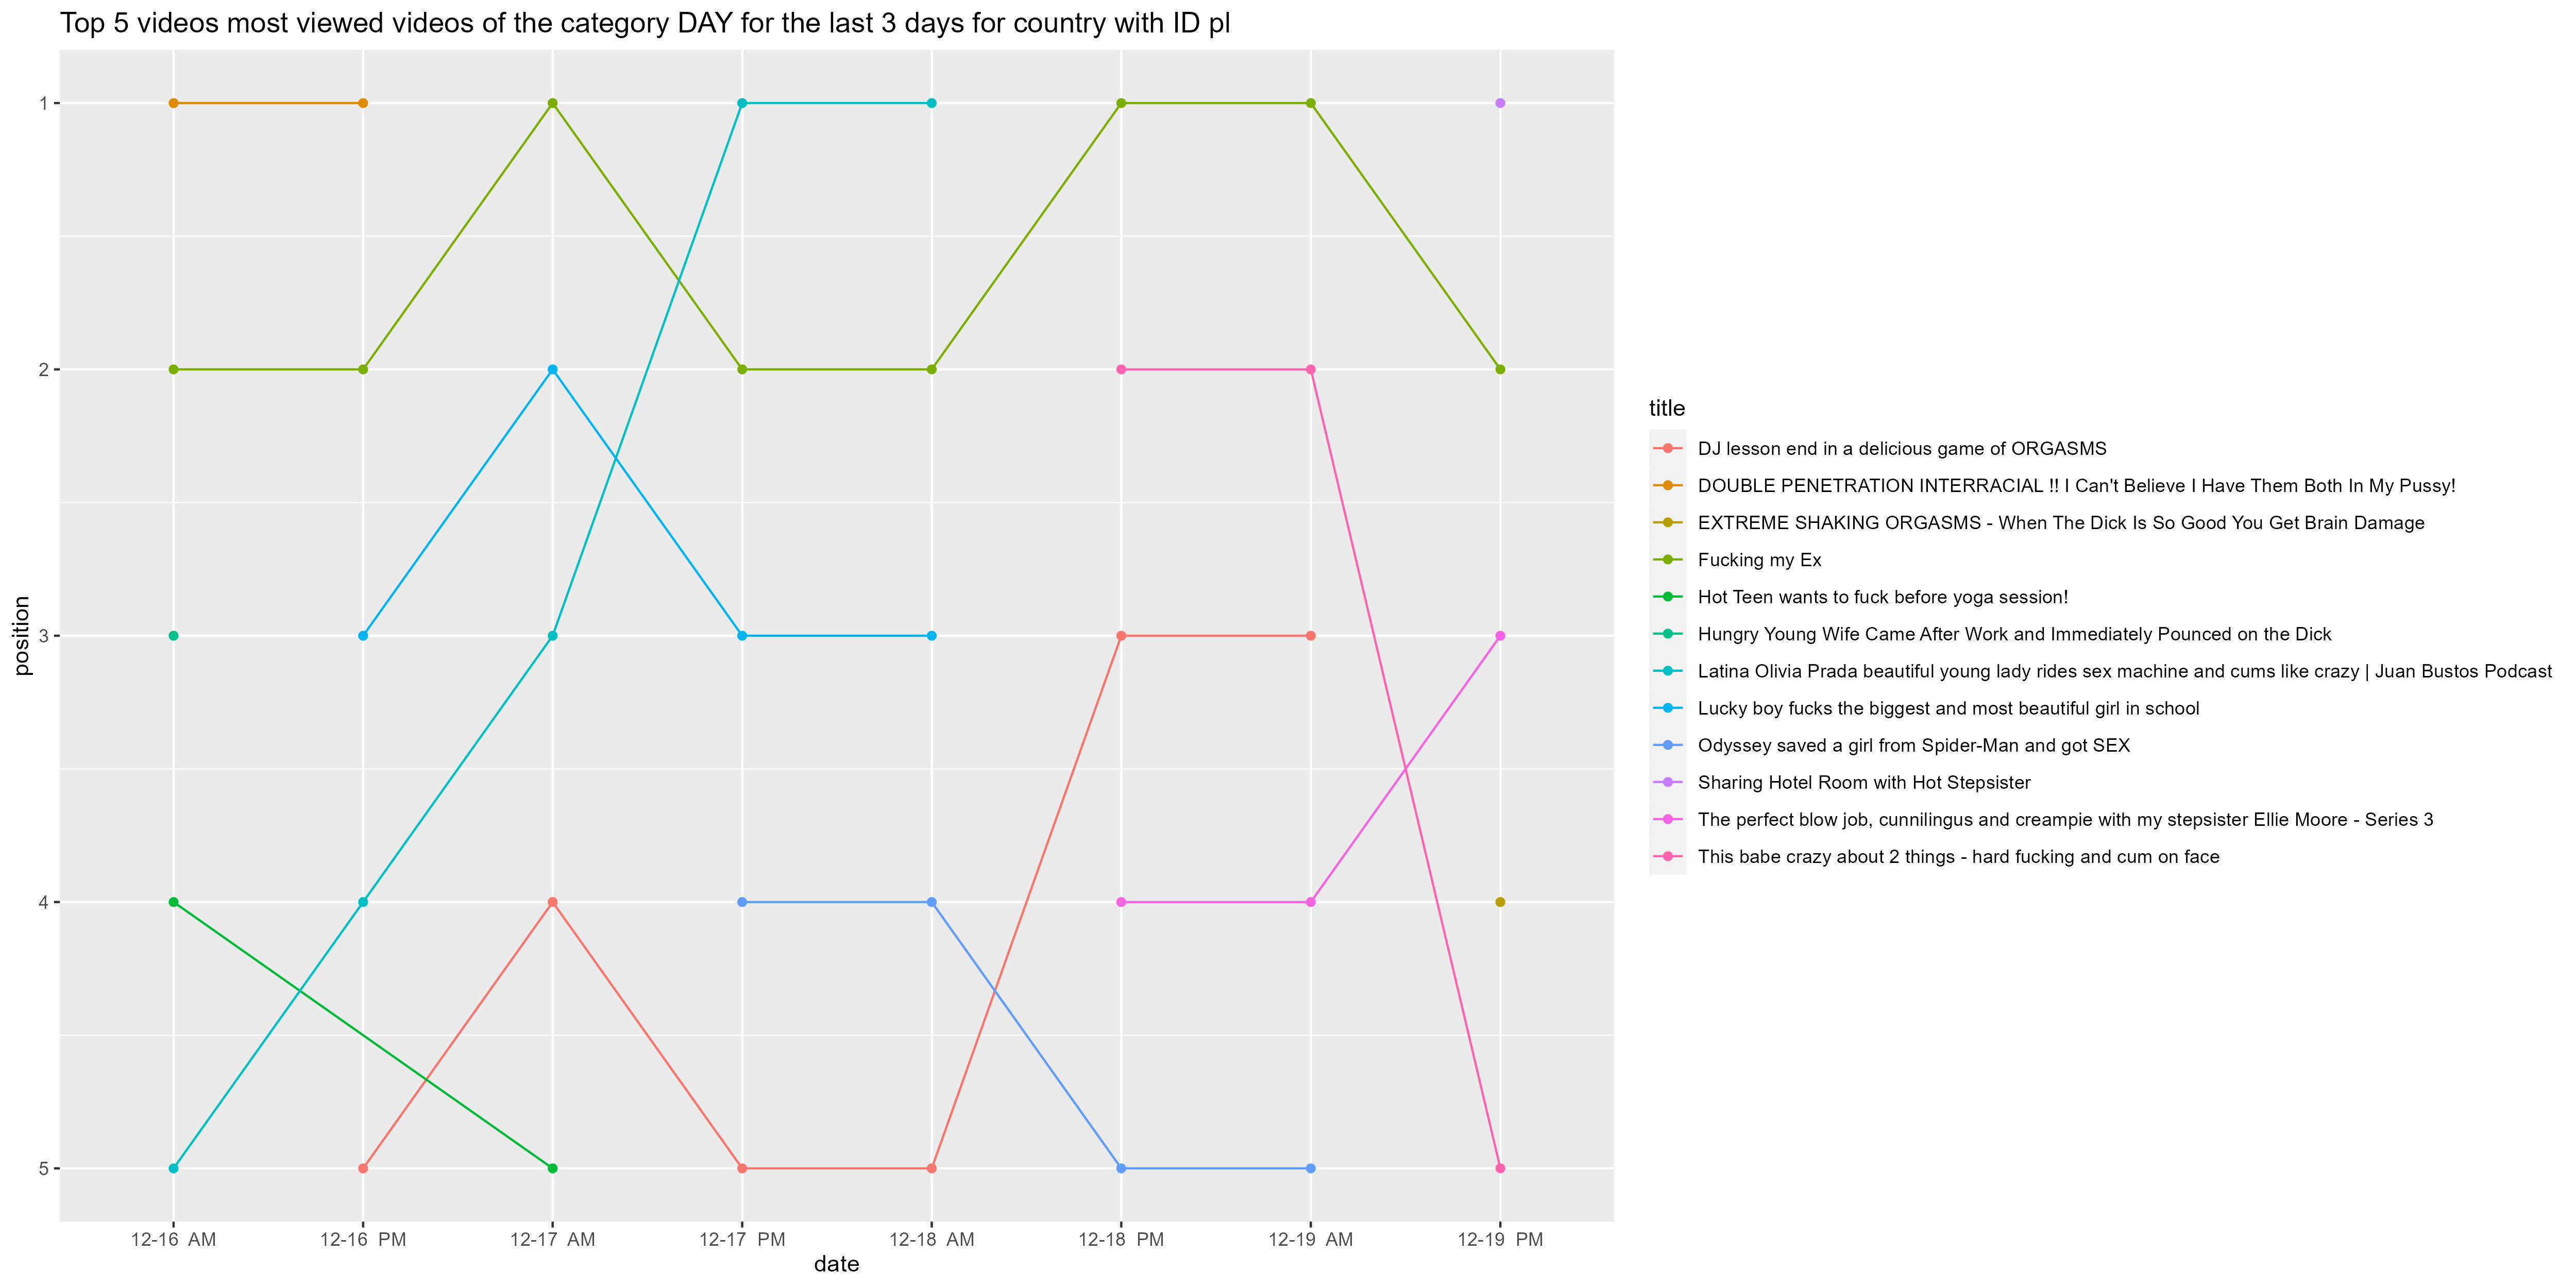 Top 5 videos most viewed videos of the category DAY for the last 3 days for country with ID pl
1
2
3
4
5
position
12-16 AM
12-16 PM
12-17 AM
12-17 PM
12-18 AM
12-18 PM
12-19 AM
12-19 PM
date
title
DJ lesson end in a delicious game of ORGASMS
DOUBLE PENETRATION INTERRACIAL !! I Can't Believe I Have Them Both In My Pussy!
EXTREME SHAKING ORGASMS - When The Dick Is So Good You Get Brain Damage
Fucking my Ex
Hot Teen wants to fuck before yoga session!
Hungry Young Wife Came After Work and Immediately Pounced on the Dick
Latina Olivia Prada beautiful young lady rides sex machine and cums like crazy | Juan Bustos Podcast
Lucky boy fucks the biggest and most beautiful girl in school
Odyssey saved a girl from Spider-Man and got SEX
Sharing Hotel Room with Hot Stepsister
The perfect blow job, cunnilingus and creampie with my stepsister Ellie Moore - Series 3
This babe crazy about 2 things - hard fucking and cum on face